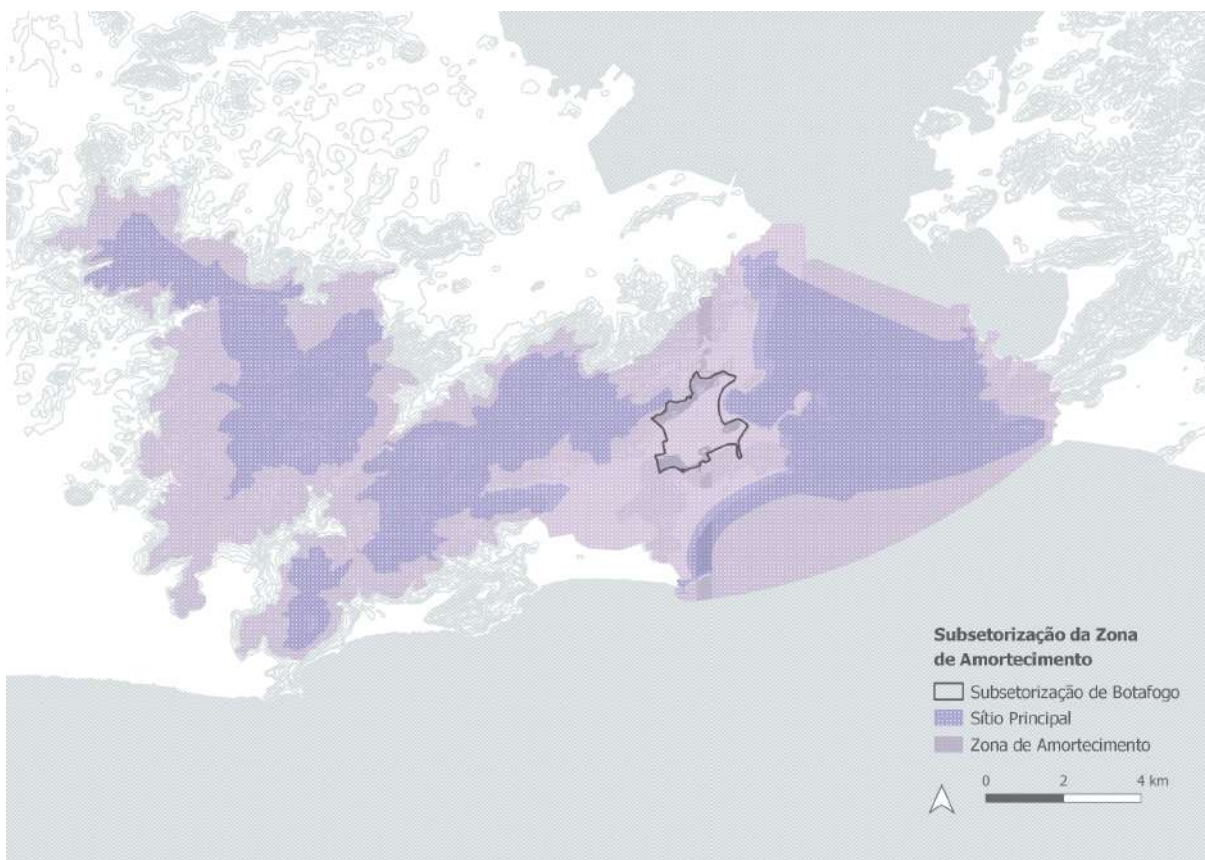 Subsetorização da Zona
de Amortecimento
Subsetorização de Botafogo
Sítio Principal
Zona de Amortecimento
0 2 4 km